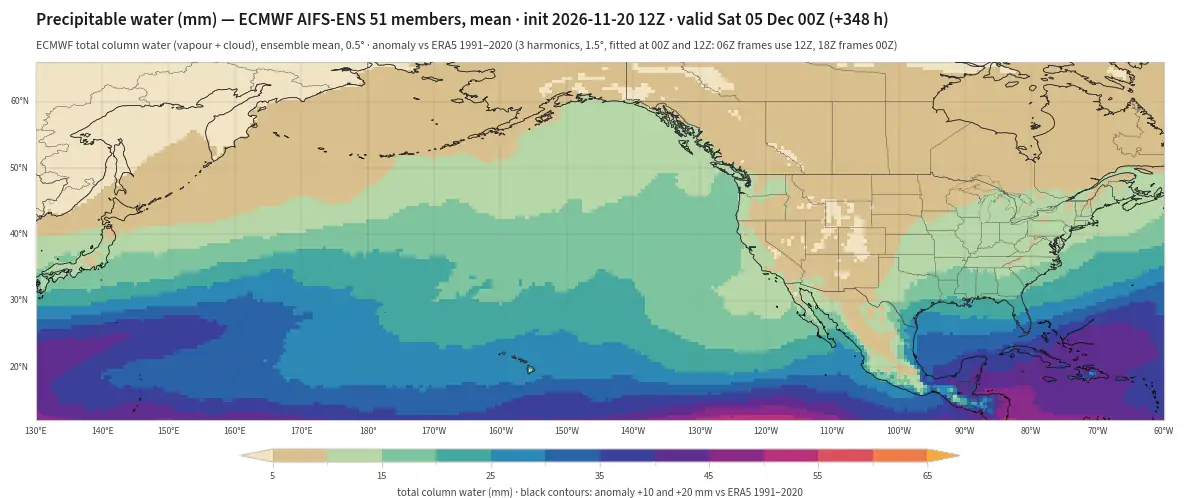 Precipitable water (mm) — ECMWF AIFS-ENS 51 members, mean · init 2026-11-20 12Z · valid Sat 05 Dec 00Z (+348 h)
ECMWF total column water (vapour + cloud), ensemble mean, 0.5° · anomaly vs ERA5 1991–2020 (3 harmonics, 1.5°, fitted at 00Z and 12Z: 06Z frames use 12Z, 18Z frames 00Z)
60°N
50°N
40°N
30°N
20°N
130°E 140°E 150°E 160°E 170°E 180° 170°W 160°W 150°W 140°W 130°W 120°W 110°W 100°W 90°W 80°W 70°W 60°W
5 15 25 35 45 55 65
total column water (mm) · black contours: anomaly +10 and +20 mm vs ERA5 1991–2020